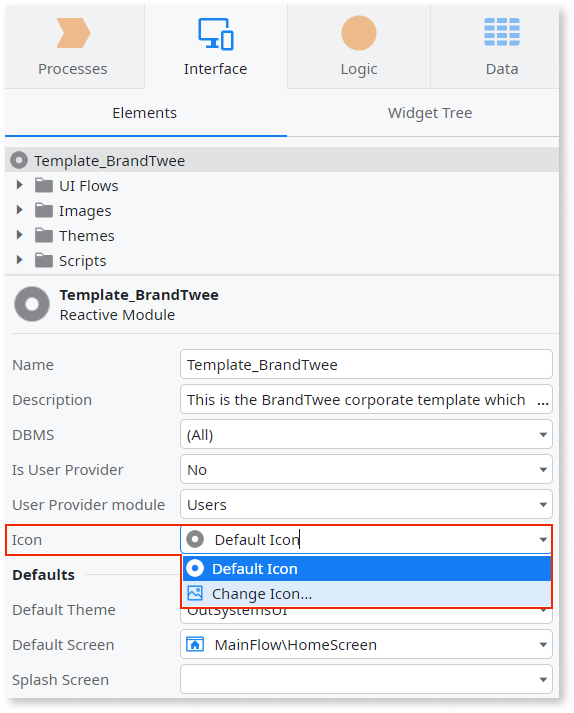 Processes
Interface
Logic
Data
Elements
Widget Tree
Template_BrandTwee
UI Flows
Images
Themes
Scripts
Template_BrandTwee
Reactive Module
Name Template_BrandTwee
Description This is the BrandTwee corporate template which ...
DBMS (All)
Is User Provider No
User Provider module Users
Icon Default Icon
Default Icon
Defaults
Change Icon...
Default Theme OutSystemsUI
Default Screen MainFlow\HomeScreen
Splash Screen